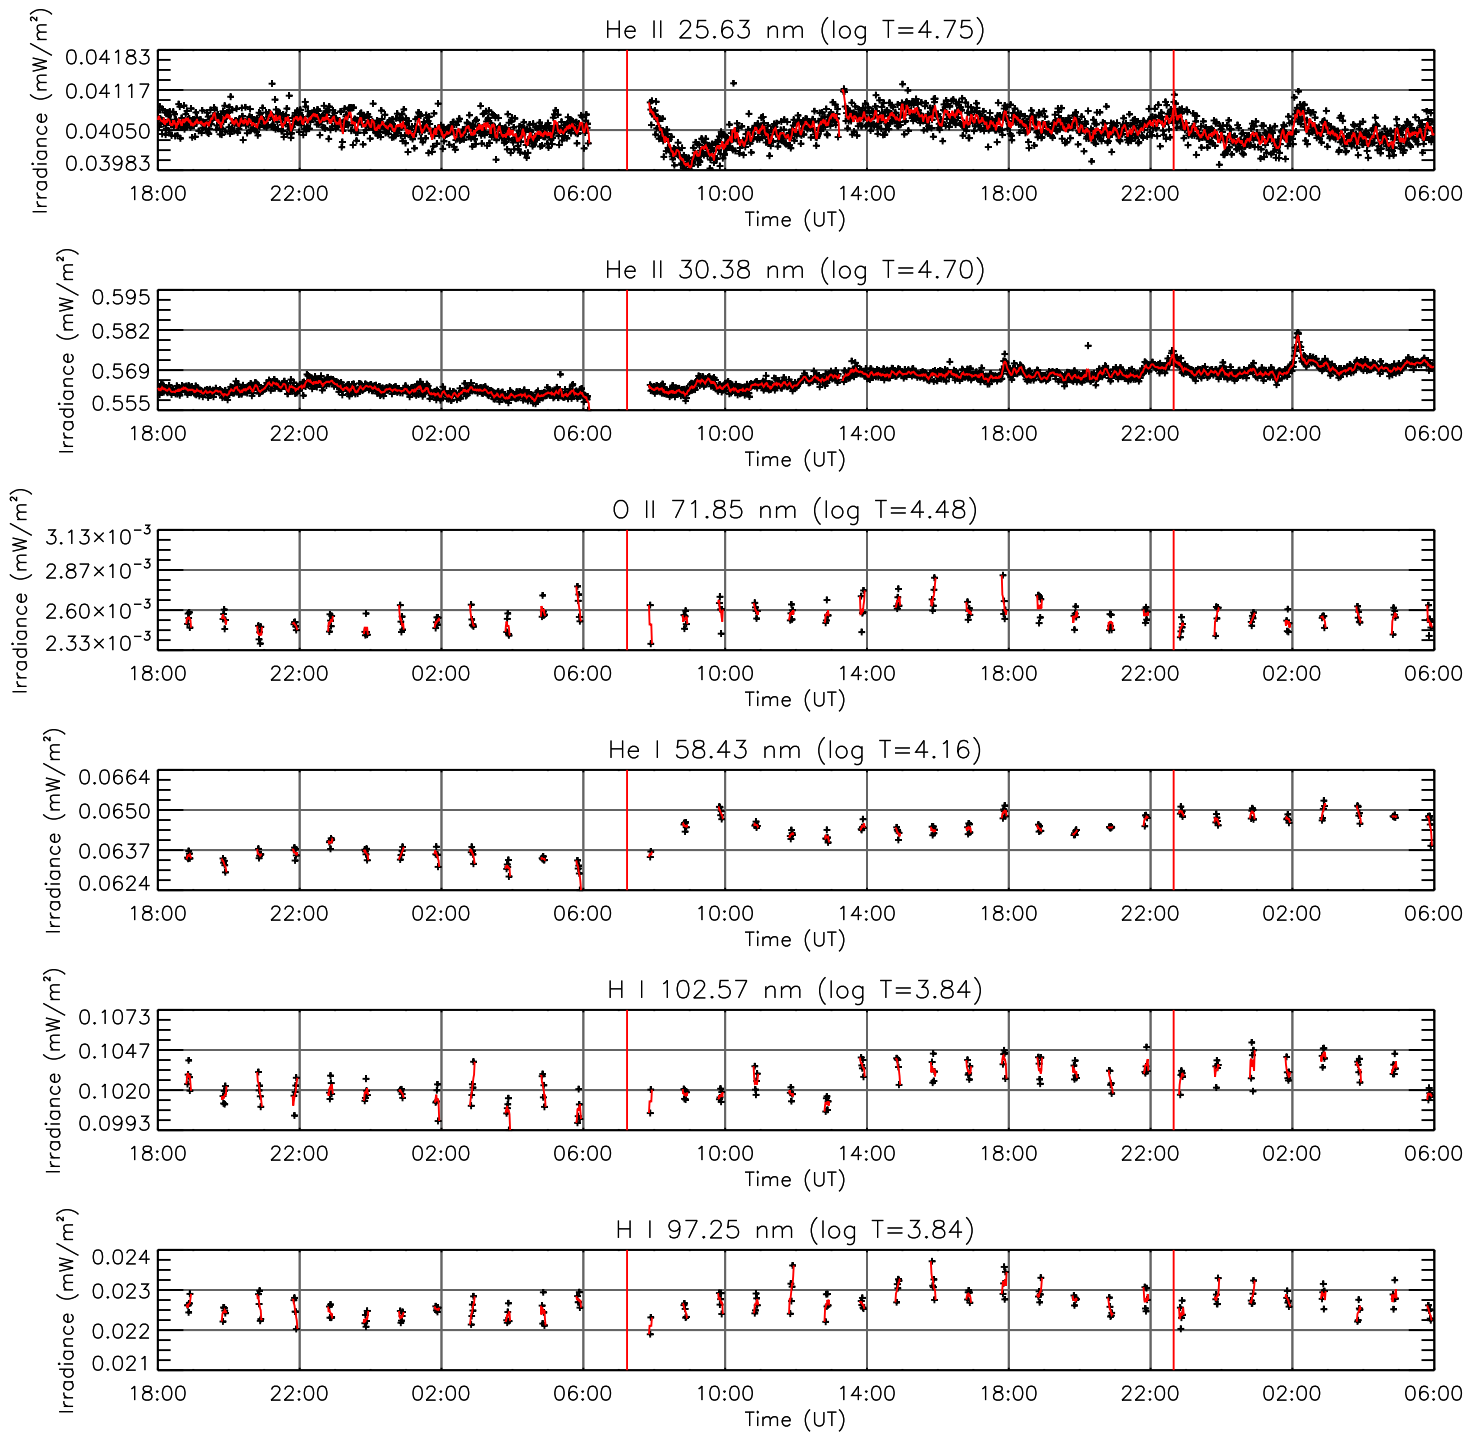 He II 25.63 nm (log T=4.75)
Irradiance (mW/m²)
0.04183
0.04117
0.04050
0.03983
18:00 22:00 02:00 06:00 10:00 14:00 18:00 22:00 02:00 06:00
Time (UT)
He II 30.38 nm (log T=4.70)
Irradiance (mW/m²)
0.595
0.582
0.569
0.555
18:00 22:00 02:00 06:00 10:00 14:00 18:00 22:00 02:00 06:00
Time (UT)
O II 71.85 nm (log T=4.48)
Irradiance (mW/m²)
3.13×10⁻³
2.87×10⁻³
2.60×10⁻³
2.33×10⁻³
18:00 22:00 02:00 06:00 10:00 14:00 18:00 22:00 02:00 06:00
Time (UT)
He I 58.43 nm (log T=4.16)
Irradiance (mW/m²)
0.0664
0.0650
0.0637
0.0624
18:00 22:00 02:00 06:00 10:00 14:00 18:00 22:00 02:00 06:00
Time (UT)
H I 102.57 nm (log T=3.84)
Irradiance (mW/m²)
0.1073
0.1047
0.1020
0.0993
18:00 22:00 02:00 06:00 10:00 14:00 18:00 22:00 02:00 06:00
Time (UT)
H I 97.25 nm (log T=3.84)
Irradiance (mW/m²)
0.024
0.023
0.022
0.021
18:00 22:00 02:00 06:00 10:00 14:00 18:00 22:00 02:00 06:00
Time (UT)